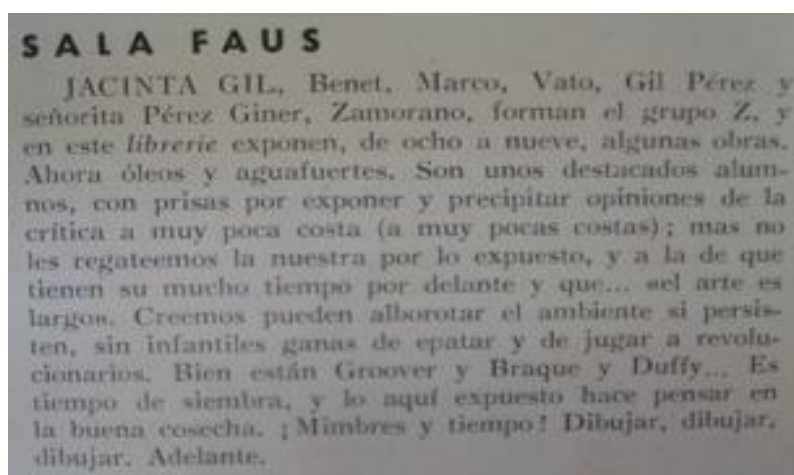 SALA FAUS
JACINTA GIL, Benet, Marco, Vato, Gil Pérez y
señorita Pérez Giner, Zamorano, forman el grupo Z, y
en este librerie exponen, de ocho a nueve, algunas obras.
Ahora óleos y aguafuertes. Son unos destacados alum-
nos, con prisas por exponer y precipitar opiniones de la
crítica a muy poca costa (a muy pocas costas); mas no
les regateemos la nuestra por lo expuesto, y a la de que
tienen su mucho tiempo por delante y que... «el arte es
largo». Creemos pueden alborotar el ambiente si persis-
ten, sin infantiles ganas de epatar y de jugar a revolu-
cionarios. Bien están Groover y Braque y Duffy... Es
tiempo de siembra, y lo aquí expuesto hace pensar en
la buena cosecha. ¡Mimbres y tiempo! Dibujar, dibujar,
dibujar. Adelante.